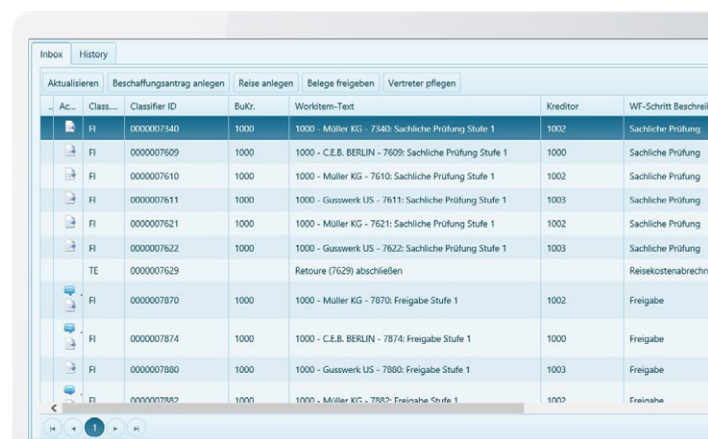 Inbox History
Aktualisieren Beschaffungsantrag anlegen Reise anlegen Belege freigeben Vertreter pflegen
.. Ac... Class.... Classifier ID BuKr. Workitem-Text Kreditor WF-Schritt Beschrei
FI 0000007340 1000 1000 - Müller KG - 7340: Sachliche Prüfung Stufe 1 1002 Sachliche Prüfung
FI 0000007609 1000 1000 - C.E.B. BERLIN - 7609: Sachliche Prüfung Stufe 1 1000 Sachliche Prüfung
FI 0000007610 1000 1000 - Müller KG - 7610: Sachliche Prüfung Stufe 1 1002 Sachliche Prüfung
FI 0000007611 1000 1000 - Gusswerk US - 7611: Sachliche Prüfung Stufe 1 1003 Sachliche Prüfung
FI 0000007621 1000 1000 - Müller KG - 7621: Sachliche Prüfung Stufe 1 1002 Sachliche Prüfung
FI 0000007622 1000 1000 - Gusswerk US - 7622: Sachliche Prüfung Stufe 1 1003 Sachliche Prüfung
TE 0000007629 Retoure (7629) abschließen Reisekostenabrechn
FI 0000007870 1000 1000 - Müller KG - 7870: Freigabe Stufe 1 1002 Freigabe
FI 0000007874 1000 1000 - C.E.B. BERLIN - 7874: Freigabe Stufe 1 1000 Freigabe
FI 0000007880 1000 1000 - Gusswerk US - 7880: Freigabe Stufe 1 1003 Freigabe
FI 0000007882 1000 1000 - Müller KG - 7882: Freigabe Stufe 1 1002 Freigabe
1